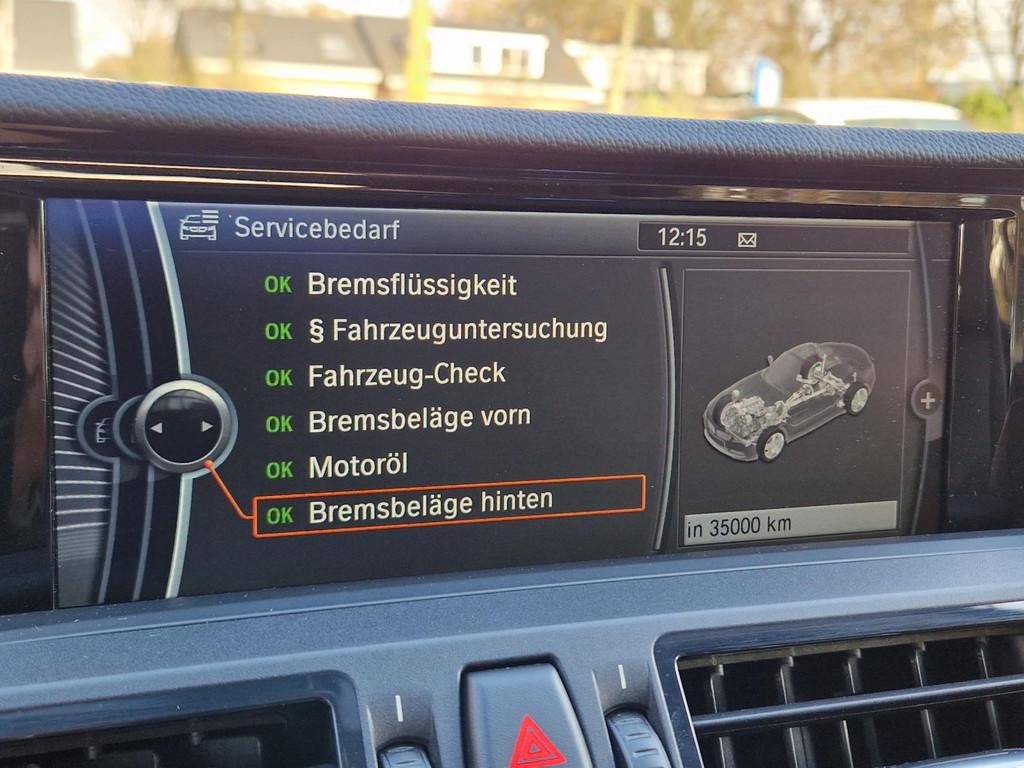 Servicebedarf
12:15
OK Bremsflüssigkeit
OK § Fahrzeuguntersuchung
OK Fahrzeug-Check
OK Bremsbeläge vorn
OK Motoröl
OK Bremsbeläge hinten
in 35000 km